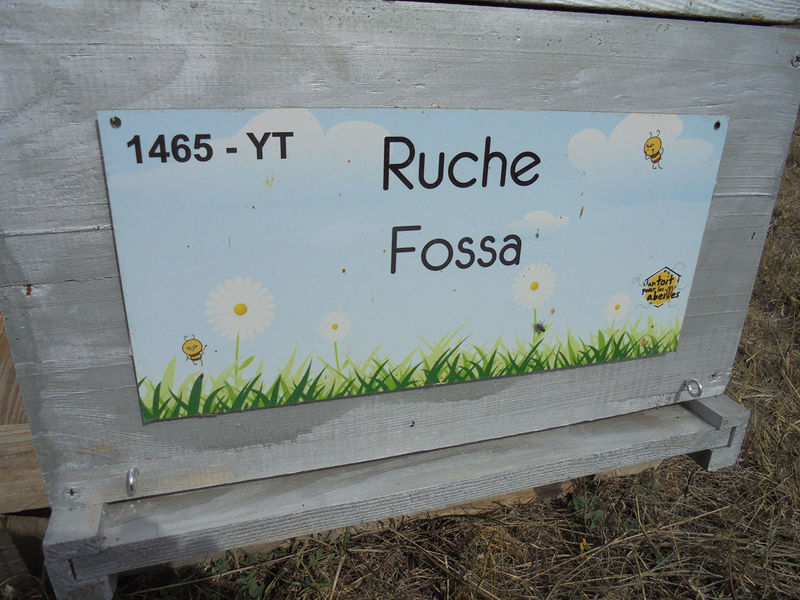 1465 - YT
Ruche
Fossa
un toit
pour les
abeilles